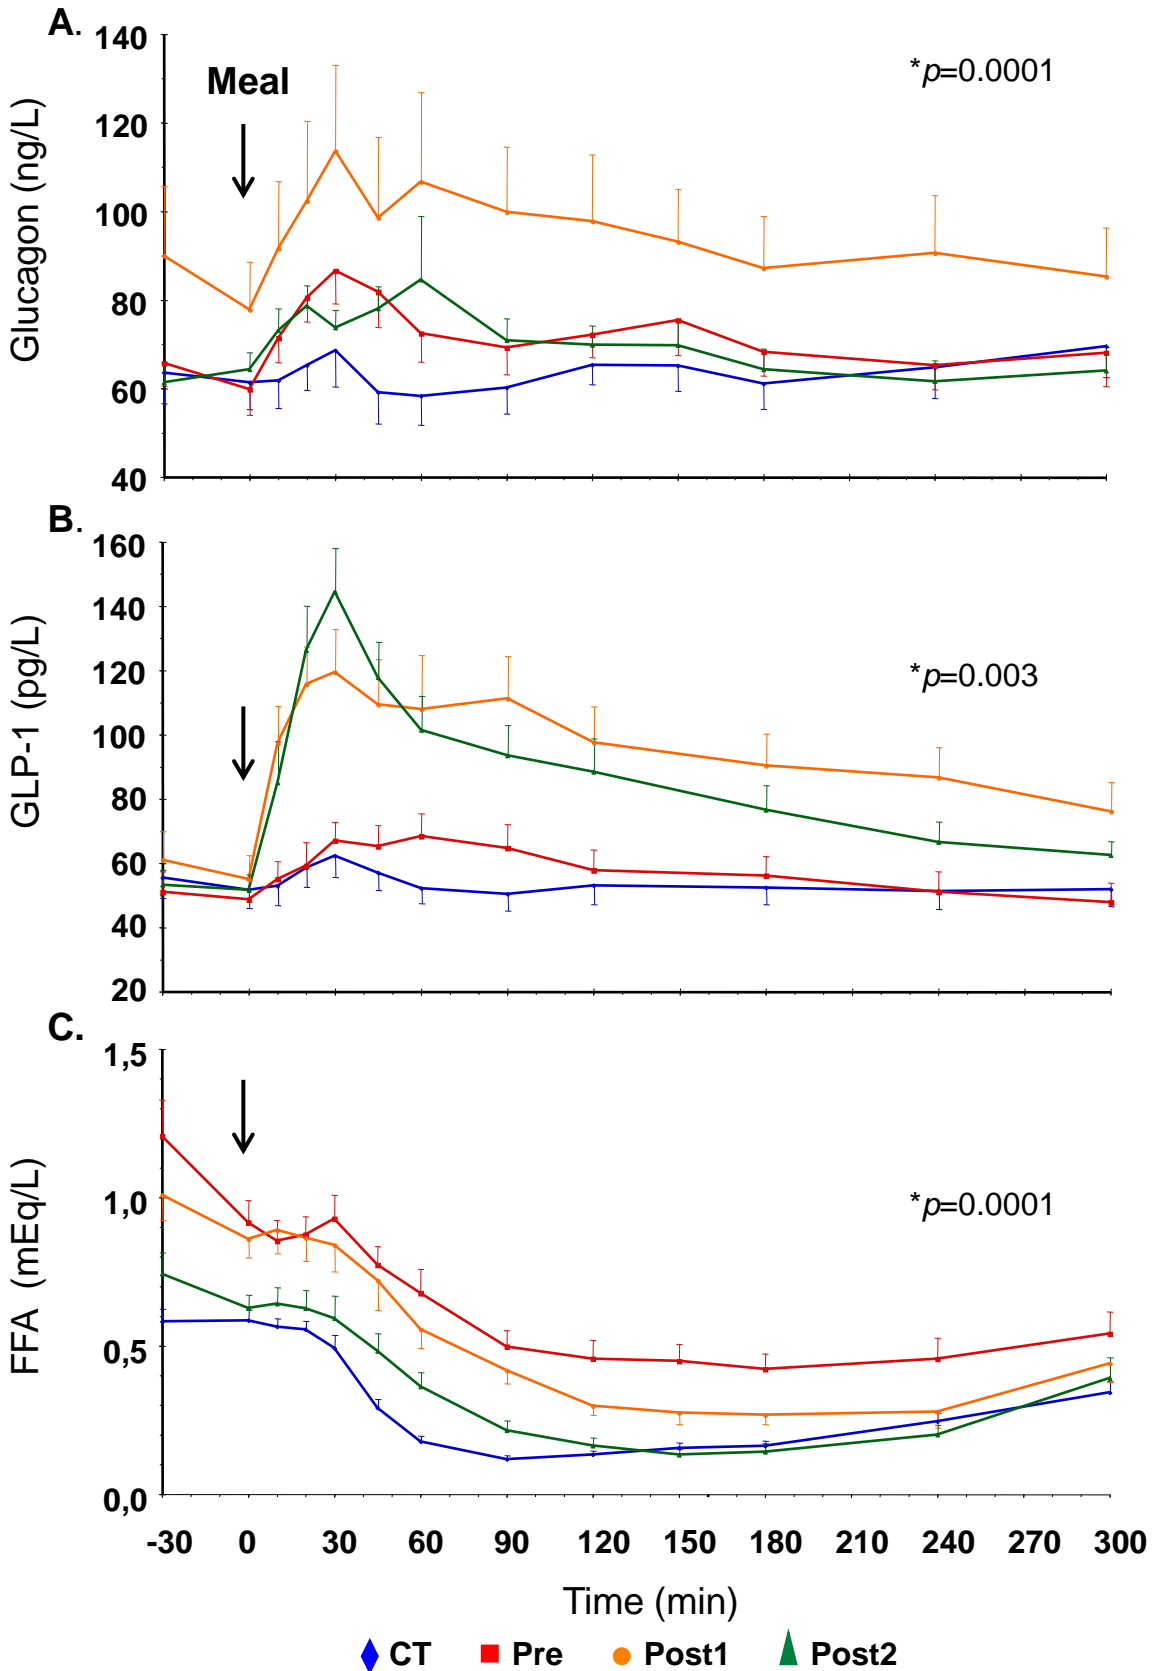 A.
140
120
100
80
60
40
Glucagon (ng/L)
Meal
*p=0.0001
B.
160
140
120
100
80
60
40
20
GLP-1 (pg/L)
*p=0.003
C.
1,5
1,0
0,5
0,0
FFA (mEq/L)
*p=0.0001
-30 0 30 60 90 120 150 180 210 240 270 300
Time (min)
CT Pre Post1 Post2